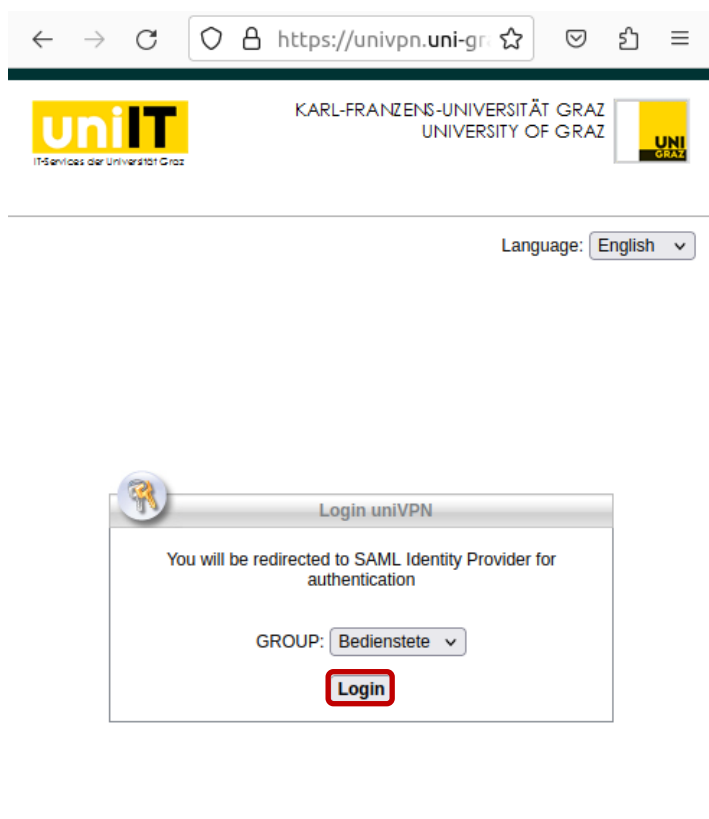 https://univpn.uni-gr
uniIT
IT-Services der Universität Graz
KARL-FRANZENS-UNIVERSITÄT GRAZ
UNIVERSITY OF GRAZ
UNI
GRAZ
Language: English
Login uniVPN
You will be redirected to SAML Identity Provider for
authentication
GROUP: Bedienstete
Login